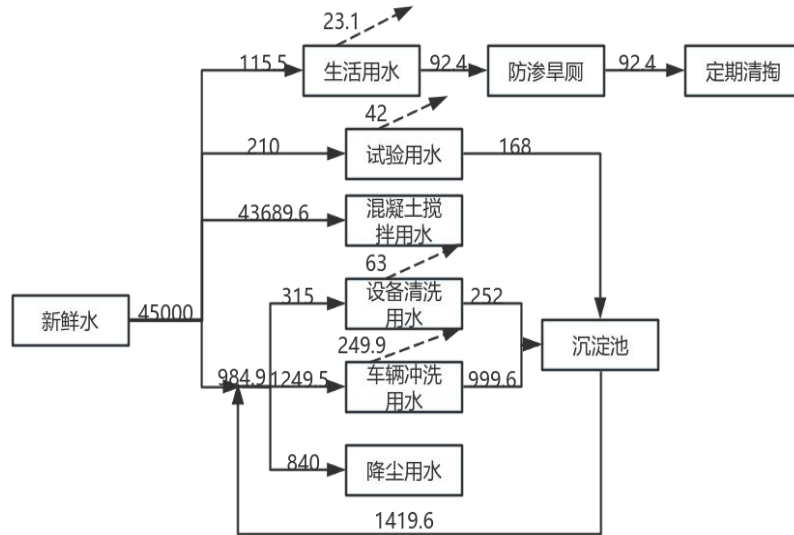 23.1
115.5
生活用水
92.4
防渗旱厕
92.4
定期清掏
42
210
试验用水
168
43689.6
混凝土搅
拌用水
63
新鲜水
45000
315
设备清洗
用水
252
249.9
沉淀池
984.9
1249.5
车辆冲洗
用水
999.6
840
降尘用水
1419.6